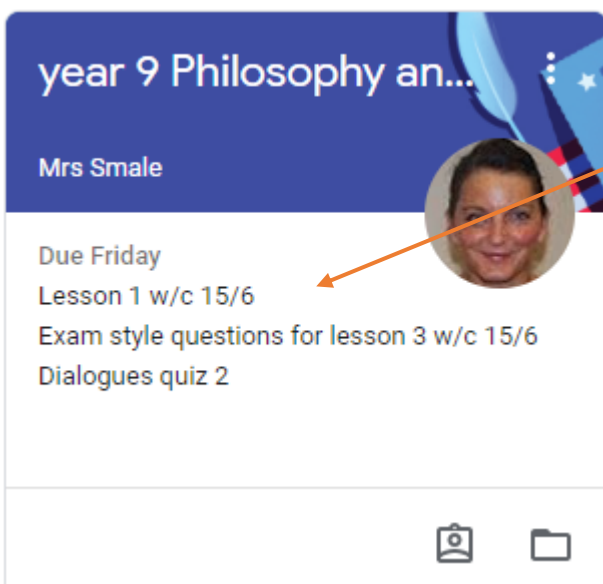 year 9 Philosophy an...
Mrs Smale
Due Friday
Lesson 1 w/c 15/6
Exam style questions for lesson 3 w/c 15/6
Dialogues quiz 2